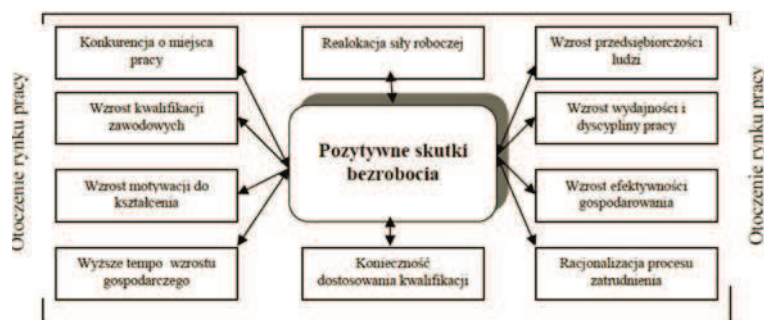 Otoczenie rynku pracy
Konkurencja o miejsca
pracy
Wzrost kwalifikacji
zawodowych
Wzrost motywacji do
kształcenia
Wyższe tempo wzrostu
gospodarczego
Realokacja siły roboczej
Pozytywne skutki
bezrobocia
Konieczność
dostosowania kwalifikacji
Wzrost przedsiębiorczości
ludzi
Wzrost wydajności i
dyscypliny pracy
Wzrost efektywności
gospodarowania
Racjonalizacja procesu
zatrudnienia
Otoczenie rynku pracy